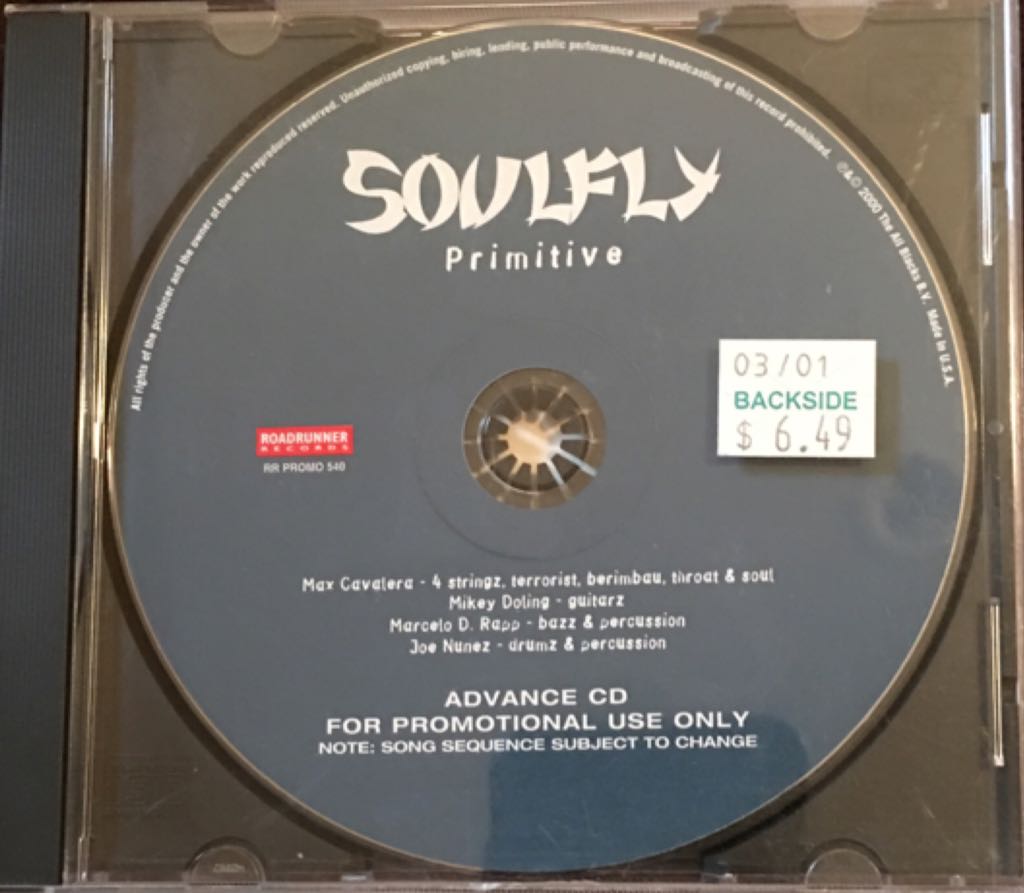 All rights of the producer and the owner of the work reproduced reserved. Unauthorized copying, hiring, lending, public performance and broadcasting of this record prohibited. ℗&© 2000 The All Blacks B.V. Made in U.S.A.
SOULFLY
Primitive
03/01
BACKSIDE
$ 6.49
ROADRUNNER
RECORDS
RR PROMO 540
Max Cavalera - 4 stringz, terrorist, berimbau, throat & soul
Mikey Doling - guitarz
Marcelo D. Rapp - bazz & percussion
Joe Nunez - drumz & percussion
ADVANCE CD
FOR PROMOTIONAL USE ONLY
NOTE: SONG SEQUENCE SUBJECT TO CHANGE